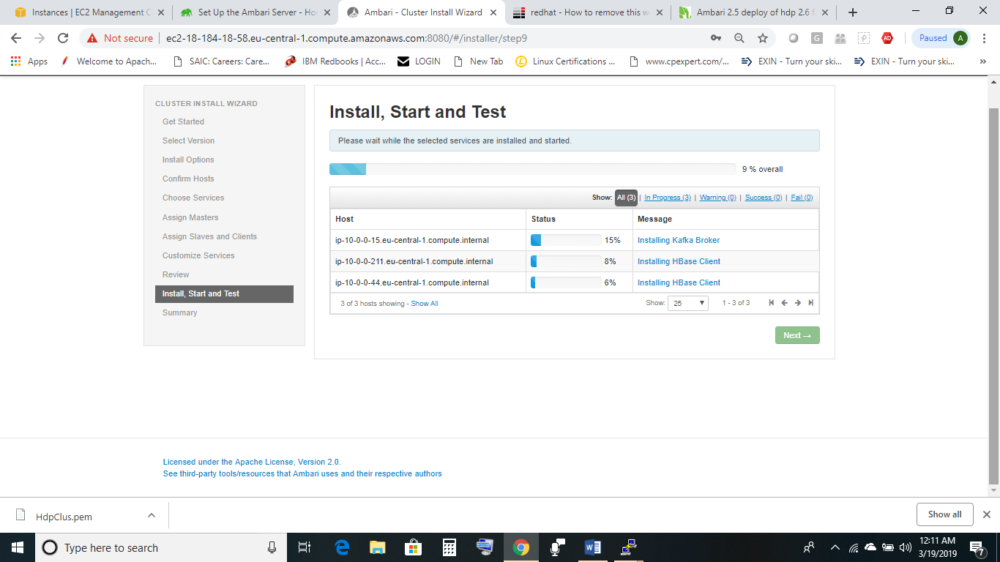 Instances | EC2 Management C
Set Up the Ambari Server - Ho
Ambari - Cluster Install Wizard
redhat - How to remove this w
Ambari 2.5 deploy of hdp 2.6 f
Not secure | ec2-18-184-18-58.eu-central-1.compute.amazonaws.com:8080/#/installer/step9
G
AD
Paused A
Apps Welcome to Apach... SAIC: Careers: Care... IBM Redbooks | Acc... LOGIN New Tab Linux Certifications ... www.cpexpert.com/... EXIN - Turn your ski... EXIN - Turn your ski... »
CLUSTER INSTALL WIZARD
Get Started
Select Version
Install Options
Confirm Hosts
Choose Services
Assign Masters
Assign Slaves and Clients
Customize Services
Review
Install, Start and Test
Summary
Install, Start and Test
Please wait while the selected services are installed and started.
9 % overall
Show: All (3) | In Progress (3) | Warning (0) | Success (0) | Fail (0)
Host Status Message
ip-10-0-0-15.eu-central-1.compute.internal 15% Installing Kafka Broker
ip-10-0-0-211.eu-central-1.compute.internal 8% Installing HBase Client
ip-10-0-0-44.eu-central-1.compute.internal 6% Installing HBase Client
3 of 3 hosts showing - Show All Show: 25 1 - 3 of 3
Next →
Licensed under the Apache License, Version 2.0.
See third-party tools/resources that Ambari uses and their respective authors
HdpClus.pem
Show all
Type here to search
12:11 AM
3/19/2019
7